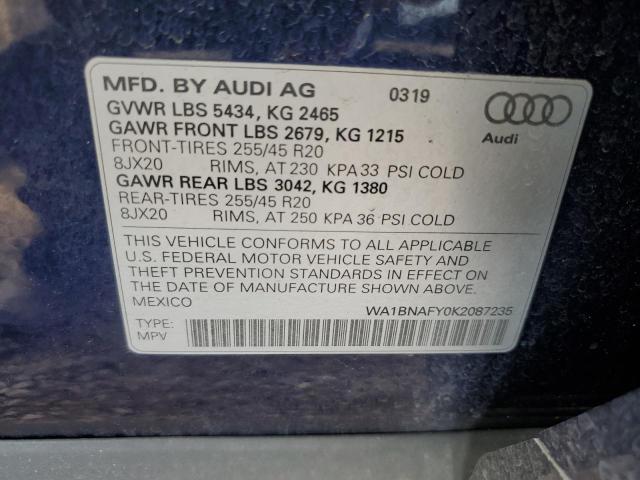 MFD. BY AUDI AG 0319
GVWR LBS 5434, KG 2465
GAWR FRONT LBS 2679, KG 1215
FRONT-TIRES 255/45 R20
8JX20 RIMS, AT 230 KPA 33 PSI COLD
GAWR REAR LBS 3042, KG 1380
REAR-TIRES 255/45 R20
8JX20 RIMS, AT 250 KPA 36 PSI COLD
Audi
THIS VEHICLE CONFORMS TO ALL APPLICABLE
U.S. FEDERAL MOTOR VEHICLE SAFETY AND
THEFT PREVENTION STANDARDS IN EFFECT ON
THE DATE OF MANUFACTURE SHOWN ABOVE.
MEXICO
WA1BNAFY0K2087235
TYPE:
MPV